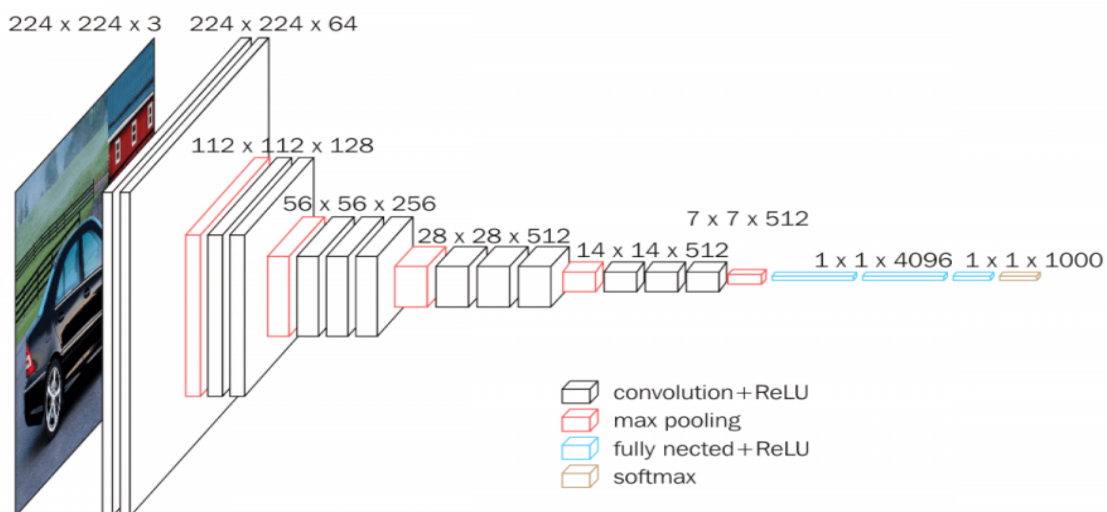 224 x 224 x 3
224 x 224 x 64
112 x 112 x 128
56 x 56 x 256
28 x 28 x 512
14 x 14 x 512
7 x 7 x 512
1 x 1 x 4096
1 x 1 x 1000
convolution+ReLU
max pooling
fully nected+ReLU
softmax